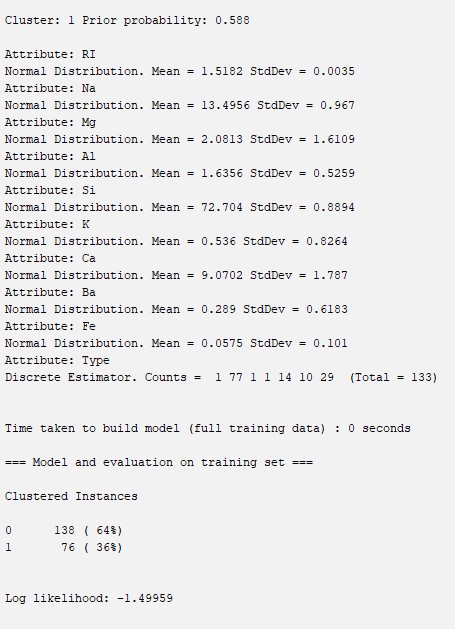 Cluster: 1 Prior probability: 0.588
Attribute: RI
Normal Distribution. Mean = 1.5182 StdDev = 0.0035
Attribute: Na
Normal Distribution. Mean = 13.4956 StdDev = 0.967
Attribute: Mg
Normal Distribution. Mean = 2.0813 StdDev = 1.6109
Attribute: Al
Normal Distribution. Mean = 1.6356 StdDev = 0.5259
Attribute: Si
Normal Distribution. Mean = 72.704 StdDev = 0.8894
Attribute: K
Normal Distribution. Mean = 0.536 StdDev = 0.8264
Attribute: Ca
Normal Distribution. Mean = 9.0702 StdDev = 1.787
Attribute: Ba
Normal Distribution. Mean = 0.289 StdDev = 0.6183
Attribute: Fe
Normal Distribution. Mean = 0.0575 StdDev = 0.101
Attribute: Type
Discrete Estimator. Counts =  1 77 1 1 14 10 29  (Total = 133)
Time taken to build model (full training data) : 0 seconds
=== Model and evaluation on training set ===
Clustered Instances
0      138 ( 64%)
1       76 ( 36%)
Log likelihood: -1.49959